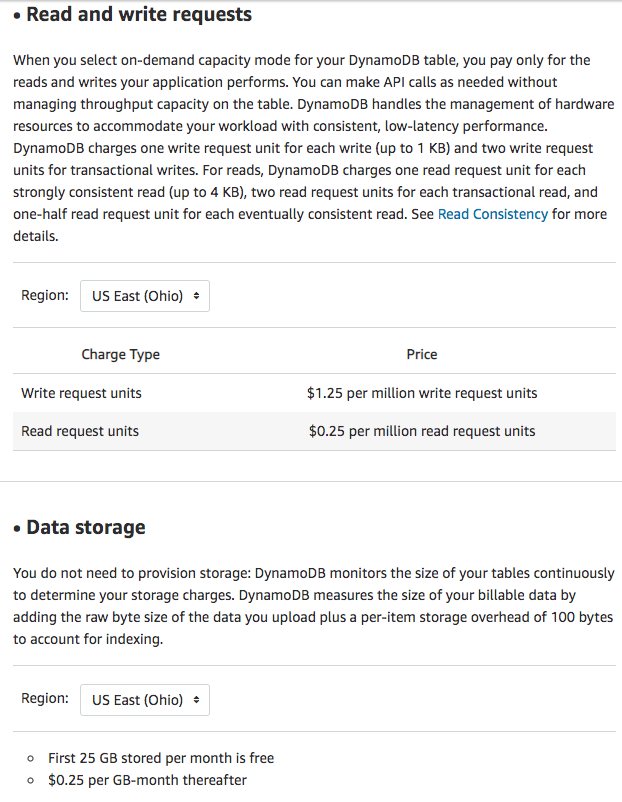 • Read and write requests
When you select on-demand capacity mode for your DynamoDB table, you pay only for the
reads and writes your application performs. You can make API calls as needed without
managing throughput capacity on the table. DynamoDB handles the management of hardware
resources to accommodate your workload with consistent, low-latency performance.
DynamoDB charges one write request unit for each write (up to 1 KB) and two write request
units for transactional writes. For reads, DynamoDB charges one read request unit for each
strongly consistent read (up to 4 KB), two read request units for each transactional read, and
one-half read request unit for each eventually consistent read. See Read Consistency for more
details.
Region: US East (Ohio)
Charge Type Price
Write request units $1.25 per million write request units
Read request units $0.25 per million read request units
• Data storage
You do not need to provision storage: DynamoDB monitors the size of your tables continuously
to determine your storage charges. DynamoDB measures the size of your billable data by
adding the raw byte size of the data you upload plus a per-item storage overhead of 100 bytes
to account for indexing.
Region: US East (Ohio)
◦ First 25 GB stored per month is free
◦ $0.25 per GB-month thereafter